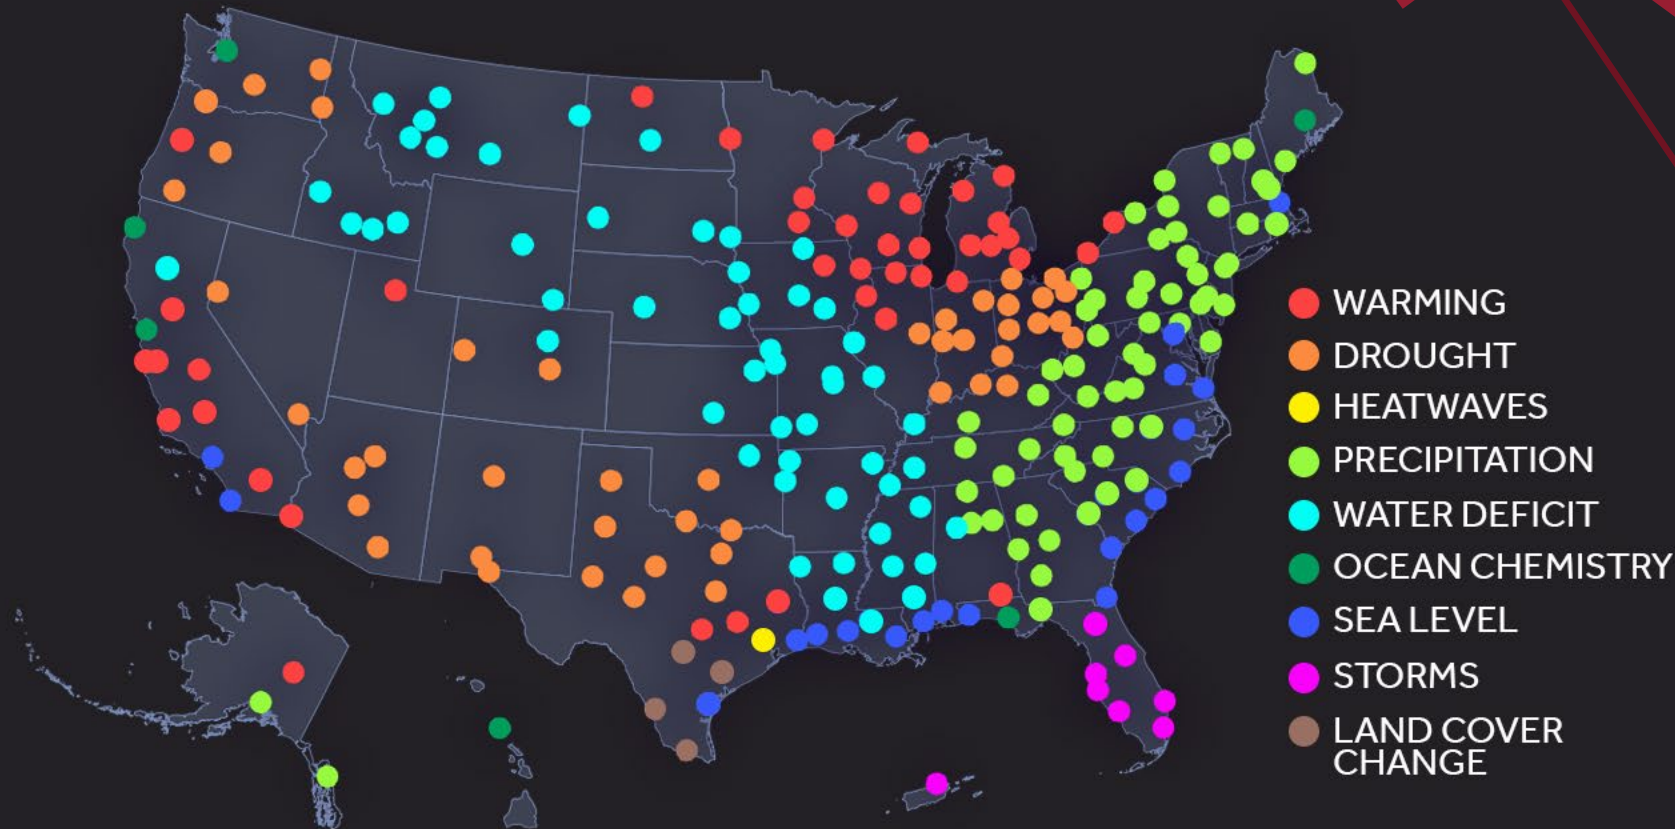 WARMING
DROUGHT
HEATWAVES
PRECIPITATION
WATER DEFICIT
OCEAN CHEMISTRY
SEA LEVEL
STORMS
LAND COVER
CHANGE